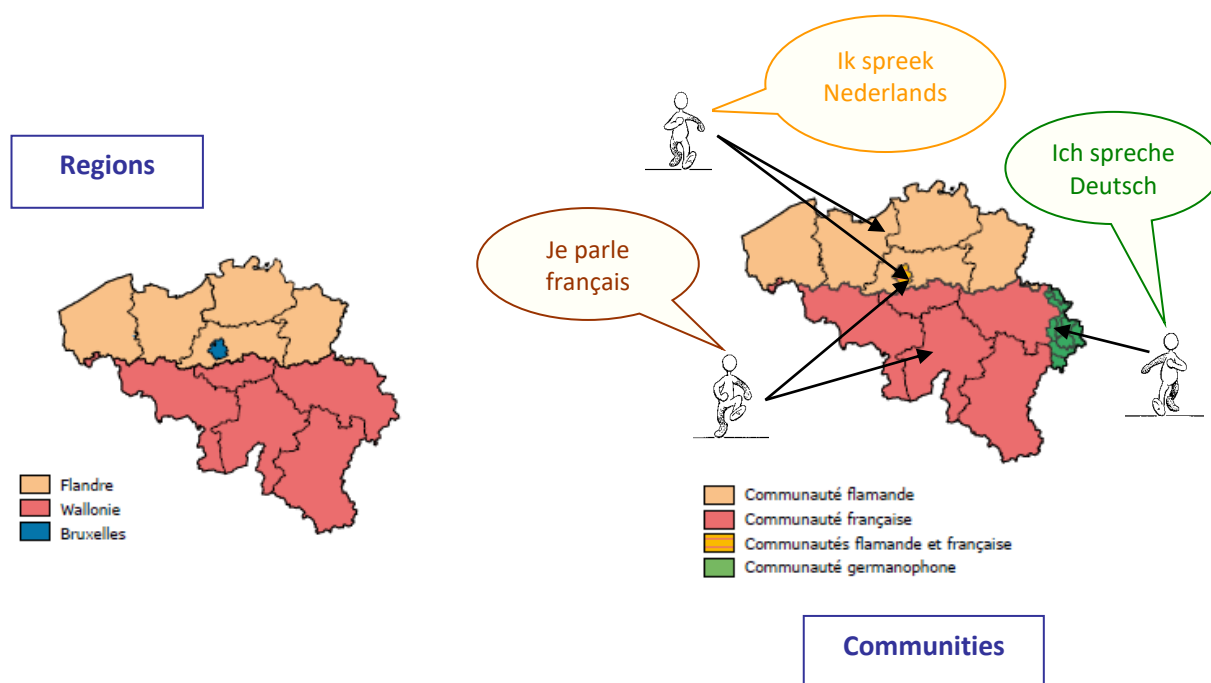 Regions
Flandre
Wallonie
Bruxelles
Ik spreek
Nederlands
Ich spreche
Deutsch
Je parle
français
Communauté flamande
Communauté française
Communautés flamande et française
Communauté germanophone
Communities